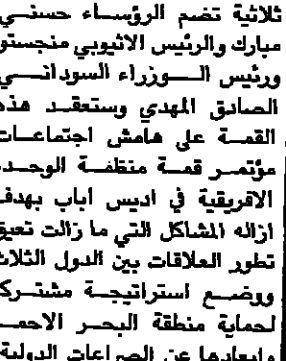 ثلاثية تضم الرؤساء حسني
مبارك والرئيس الاثيوبي منجستو
ورئيس الوزراء السوداني
الصادق المهدي وستعقد هذه
القمة على هامش اجتماعات
مؤتمر قمة منظمة الوحدة
الافريقية في اديس ابابا بهدف
ازاله المشاكل التي ما زالت تعيق
تطور العلاقات بين الدول الثلاث
ووضع استراتيجية مشتركة
لحماية منطقة البحر الاحمر
وابعادها عن الصراعات الدولية